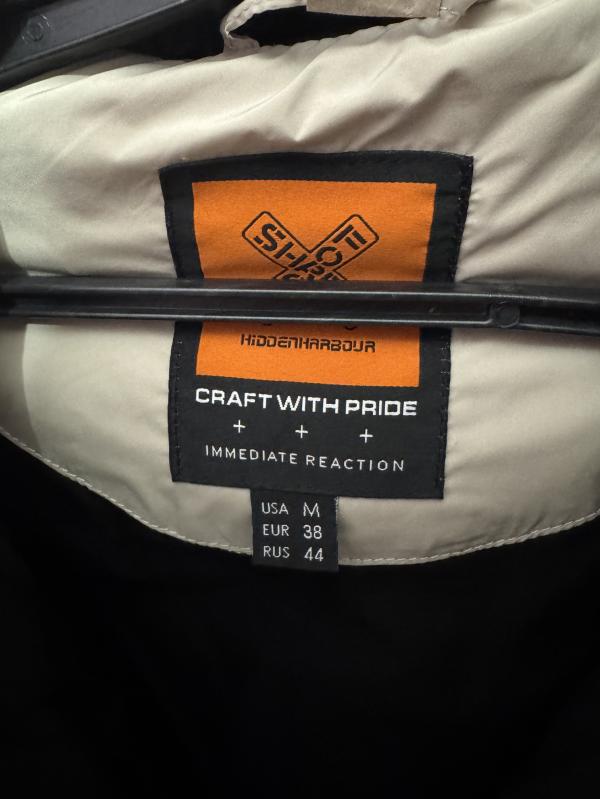 HIDDENHARBOUR
CRAFT WITH PRIDE
+ + +
IMMEDIATE REACTION
USA M
EUR 38
RUS 44